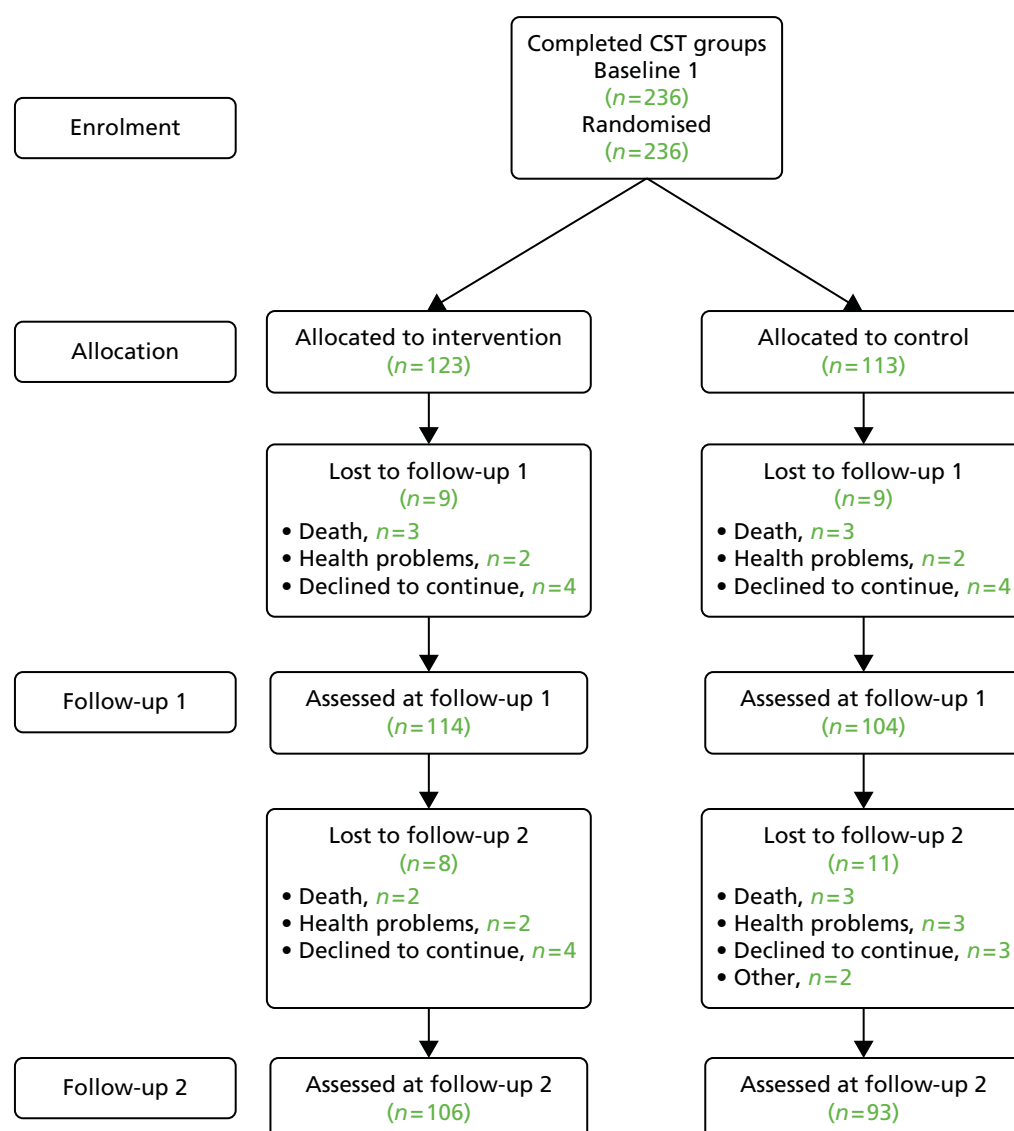 Completed CST groups
Baseline 1
(n=236)
Randomised
(n=236)
Enrolment
Allocation
Allocated to intervention
(n=123)
Allocated to control
(n=113)
Lost to follow-up 1
(n=9)
• Death, n=3
• Health problems, n=2
• Declined to continue, n=4
Lost to follow-up 1
(n=9)
• Death, n=3
• Health problems, n=2
• Declined to continue, n=4
Follow-up 1
Assessed at follow-up 1
(n=114)
Assessed at follow-up 1
(n=104)
Lost to follow-up 2
(n=8)
• Death, n=2
• Health problems, n=2
• Declined to continue, n=4
Lost to follow-up 2
(n=11)
• Death, n=3
• Health problems, n=3
• Declined to continue, n=3
• Other, n=2
Follow-up 2
Assessed at follow-up 2
(n=106)
Assessed at follow-up 2
(n=93)